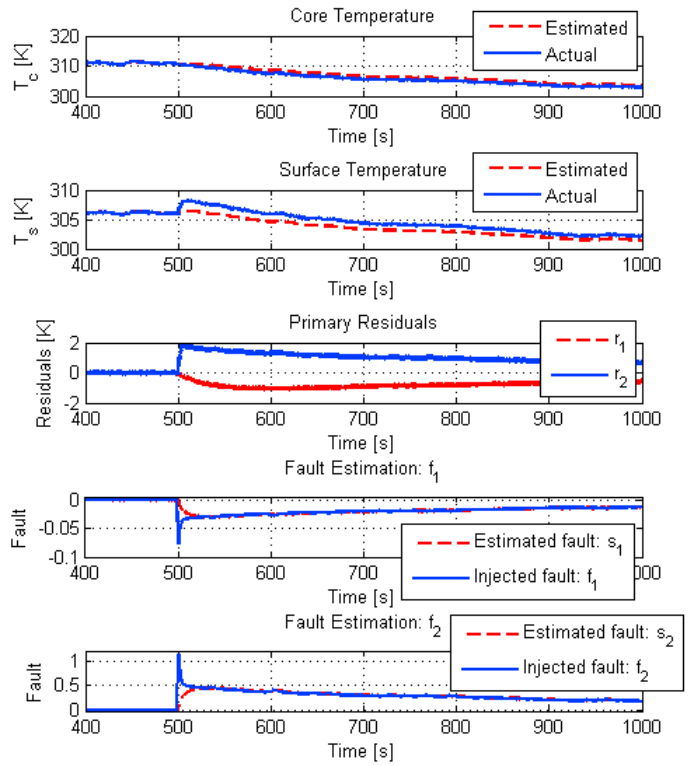 Core Temperature
T_c [K]
320
310
300
Estimated
Actual
400 500 600 700 800 900 1000
Time [s]
Surface Temperature
T_s [K]
310
305
300
Estimated
Actual
400 500 600 700 800 900 1000
Time [s]
Primary Residuals
Residuals [K]
2
0
-2
r_1
r_2
400 500 600 700 800 900 1000
Time [s]
Fault Estimation: f_1
Fault
0
-0.05
-0.1
Estimated fault: s_1
Injected fault: f_1
400 500 600 700 800 900 1000
Time [s]
Fault Estimation: f_2
Fault
1
0.5
0
Estimated fault: s_2
Injected fault: f_2
400 500 600 700 800 900 1000
Time [s]